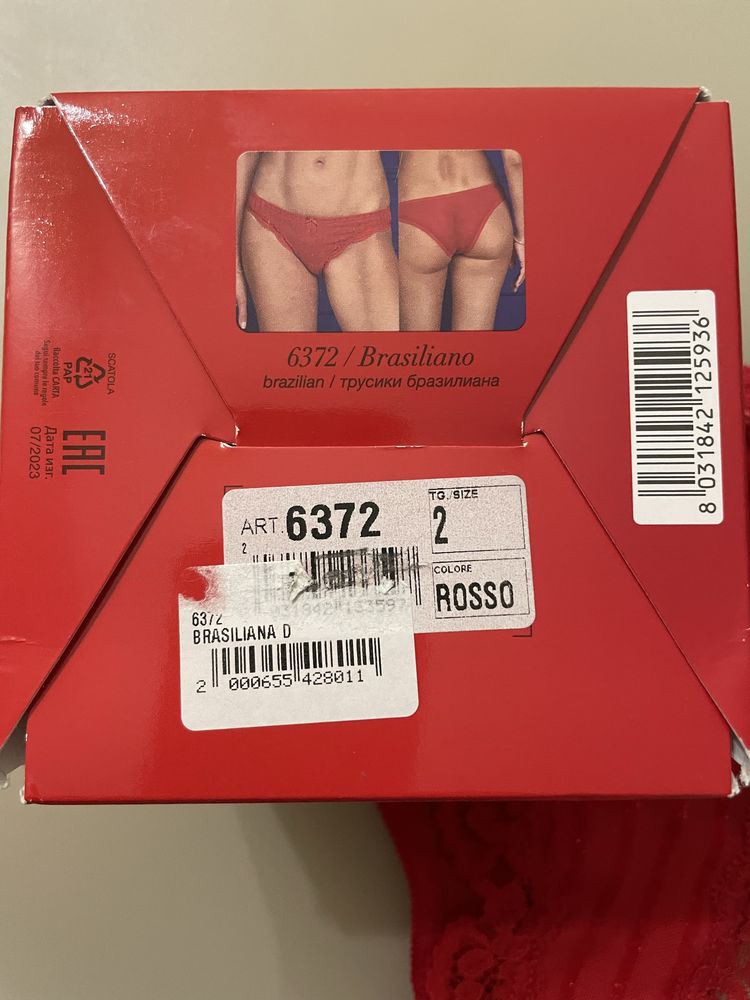 6372 / Brasiliano
brazilian / трусики бразилиана
8 031842 125936
SCATOLA
21
PAP
Raccolta CARTA
Segui sempre le regole
del tuo comune
EAC
Дата изг.
07/2023
ART. 6372
TG./SIZE
2
COLORE
ROSSO
2
6372
BRASILIANA D
2 000655 428011